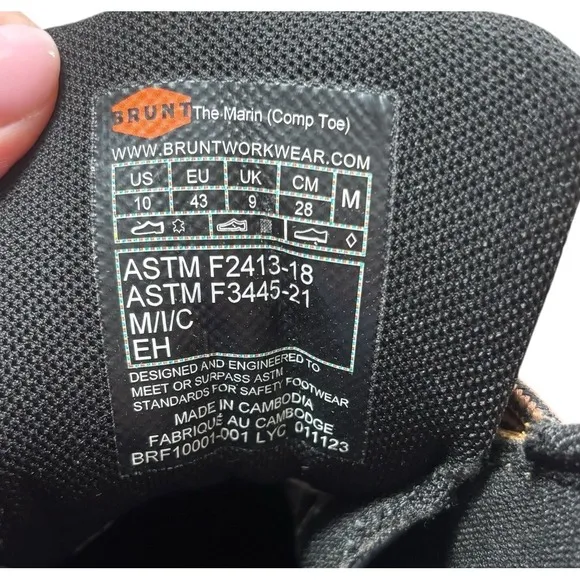 BRUNT The Marin (Comp Toe)
WWW.BRUNTWORKWEAR.COM
US EU UK CM M
10 43 9 28
ASTM F2413-18
ASTM F3445-21
M/I/C
EH
DESIGNED AND ENGINEERED TO
MEET OR SURPASS ASTM
STANDARDS FOR SAFETY FOOTWEAR
MADE IN CAMBODIA
FABRIQUÉ AU CAMBODGE
BRF10001-001 LYC 011123